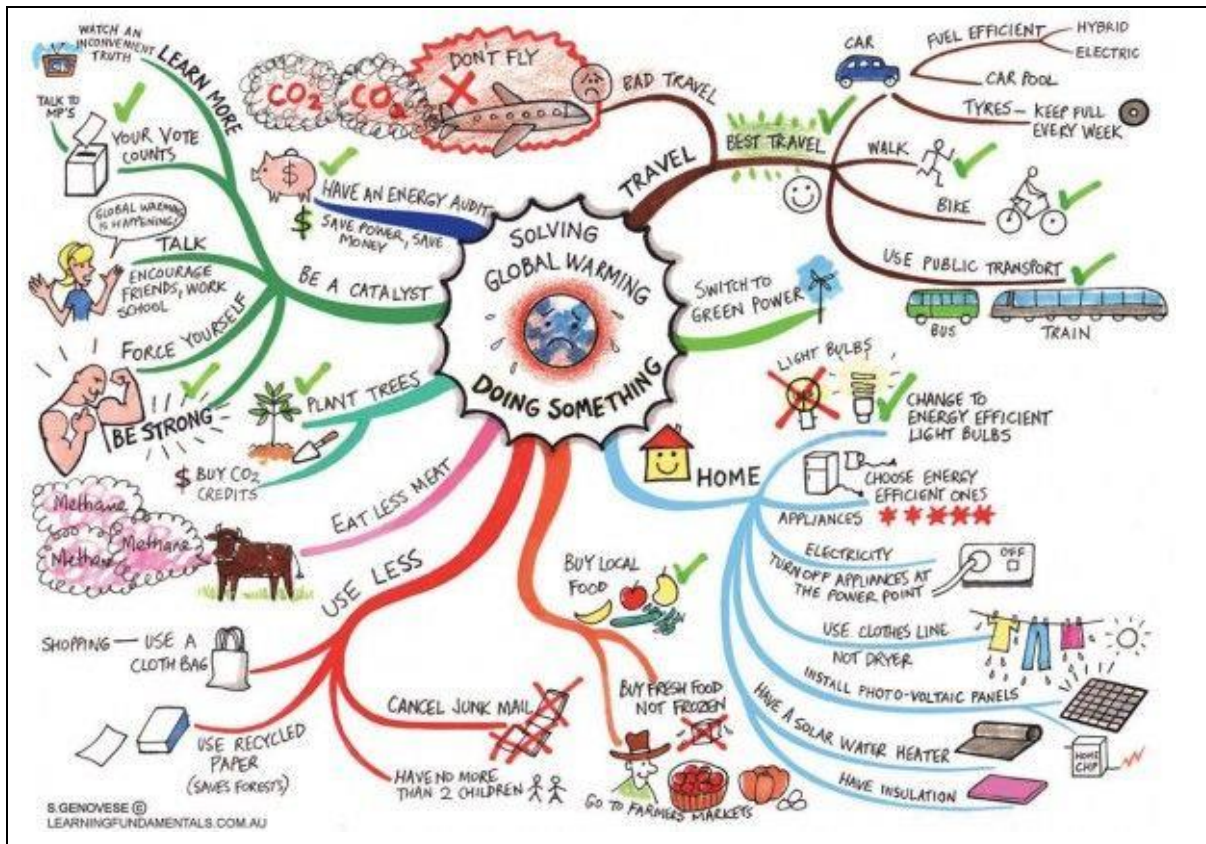 SOLVING
GLOBAL WARMING
DOING SOMETHING
TRAVEL
BAD TRAVEL
DON'T FLY
CO2
CO2
BEST TRAVEL
CAR
FUEL EFFICIENT
HYBRID
ELECTRIC
CAR POOL
TYRES — KEEP FULL
EVERY WEEK
WALK
BIKE
USE PUBLIC TRANSPORT
BUS
TRAIN
SWITCH TO
GREEN POWER
HOME
LIGHT BULBS
CHANGE TO
ENERGY EFFICIENT
LIGHT BULBS
CHOOSE ENERGY
EFFICIENT ONES
APPLIANCES
ELECTRICITY
TURN OFF APPLIANCES AT
THE POWER POINT
OFF
USE CLOTHES LINE
NOT DRYER
INSTALL PHOTO-VOLTAIC PANELS
HOME
CHIP
HAVE A SOLAR WATER HEATER
HAVE INSULATION
BUY LOCAL
FOOD
BUY FRESH FOOD
NOT FROZEN
GO TO FARMERS MARKETS
USE LESS
SHOPPING — USE A
CLOTH BAG
USE RECYCLED
PAPER
(SAVES FORESTS)
CANCEL JUNK MAIL
HAVE NO MORE
THAN 2 CHILDREN
EAT LESS MEAT
Methane
Methane
Methane
PLANT TREES
$ BUY CO2
CREDITS
BE A CATALYST
LEARN MORE
WATCH AN
INCONVENIENT
TRUTH
TALK TO
MP'S
YOUR VOTE
COUNTS
GLOBAL WARMING
IS HAPPENING!
TALK
ENCOURAGE
FRIENDS, WORK
SCHOOL
FORCE YOURSELF
BE STRONG
$
HAVE AN ENERGY AUDIT
$ SAVE POWER, SAVE
MONEY
S.GENOVESE ©
LEARNINGFUNDAMENTALS.COM.AU